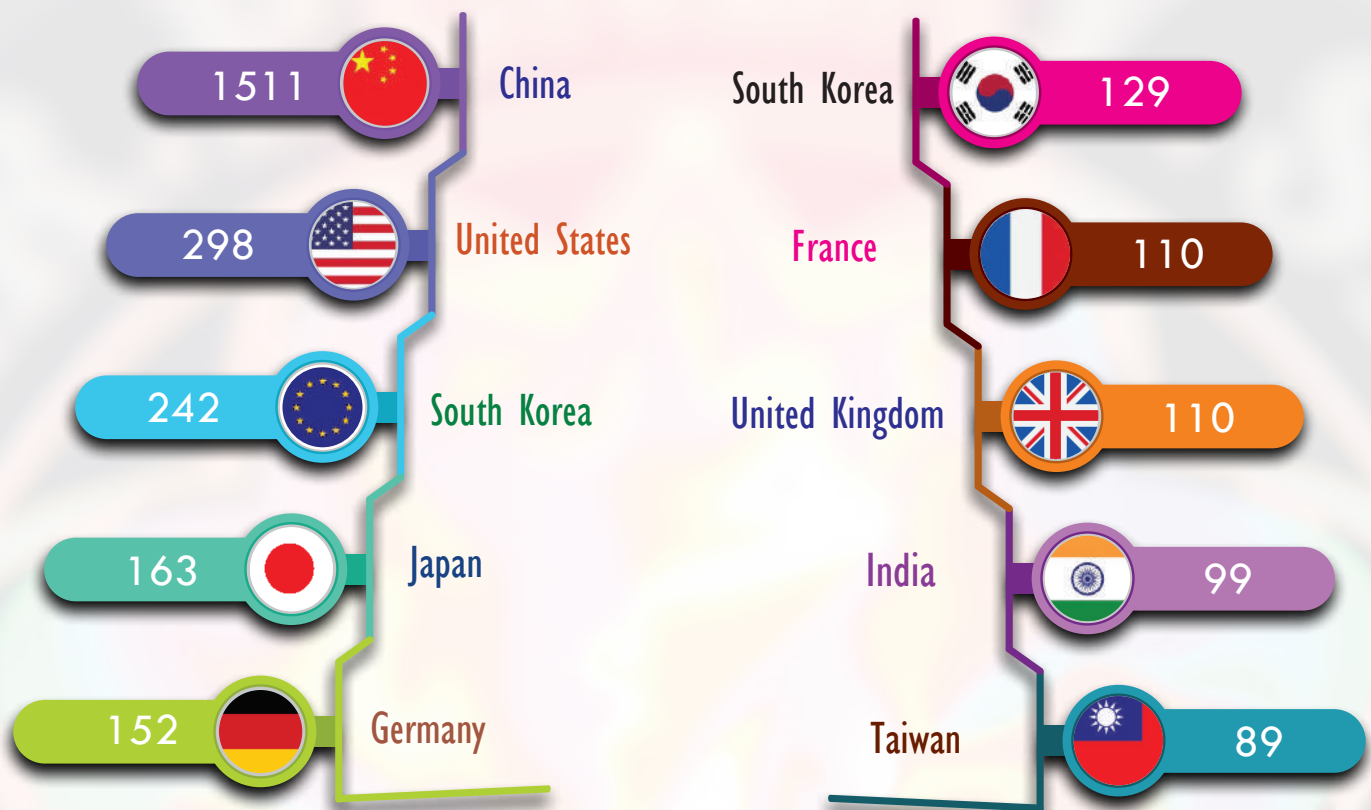 1511
China
298
United States
242
South Korea
163
Japan
152
Germany
South Korea
129
France
110
United Kingdom
110
India
99
Taiwan
89